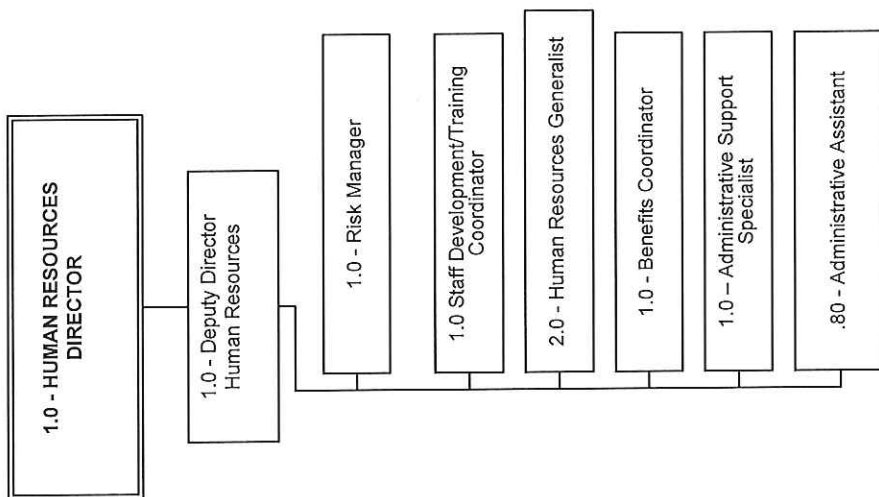 1.0 - HUMAN RESOURCES
DIRECTOR
1.0 - Deputy Director
Human Resources
1.0 - Risk Manager
1.0 Staff Development/Training
Coordinator
2.0 - Human Resources Generalist
1.0 - Benefits Coordinator
1.0 – Administrative Support
Specialist
.80 - Administrative Assistant